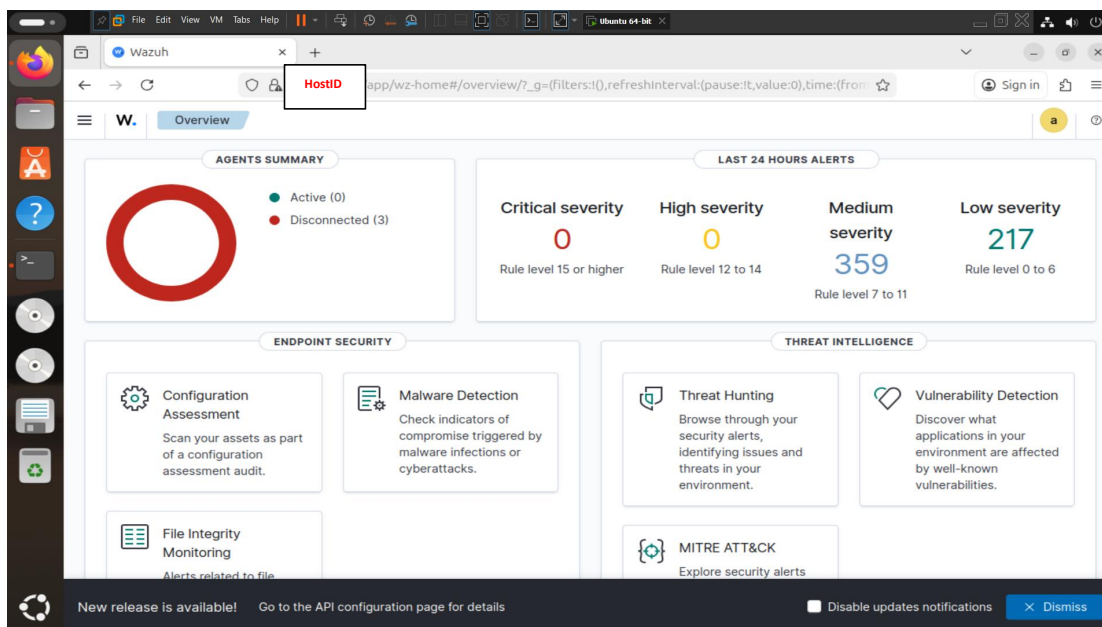 File Edit View VM Tabs Help Ubuntu 64-bit
Wazuh
HostID app/wz-home#/overview/?_g=(filters:!(),refreshInterval:(pause:!t,value:0),time:(from Sign in
W. Overview a
AGENTS SUMMARY
Active (0)
Disconnected (3)
LAST 24 HOURS ALERTS
Critical severity
0
Rule level 15 or higher
High severity
0
Rule level 12 to 14
Medium
severity
359
Rule level 7 to 11
Low severity
217
Rule level 0 to 6
ENDPOINT SECURITY
Configuration
Assessment
Scan your assets as part
of a configuration
assessment audit.
Malware Detection
Check indicators of
compromise triggered by
malware infections or
cyberattacks.
File Integrity
Monitoring
Alerts related to file
THREAT INTELLIGENCE
Threat Hunting
Browse through your
security alerts,
identifying issues and
threats in your
environment.
Vulnerability Detection
Discover what
applications in your
environment are affected
by well-known
vulnerabilities.
MITRE ATT&CK
Explore security alerts
New release is available! Go to the API configuration page for details Disable updates notifications × Dismiss